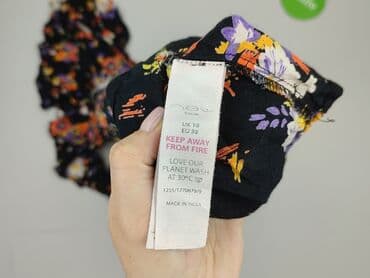 UK 10
EU 38
KEEP AWAY
FROM FIRE
LOVE OUR
PLANET WASH
AT 30°C
MADE IN INDIA